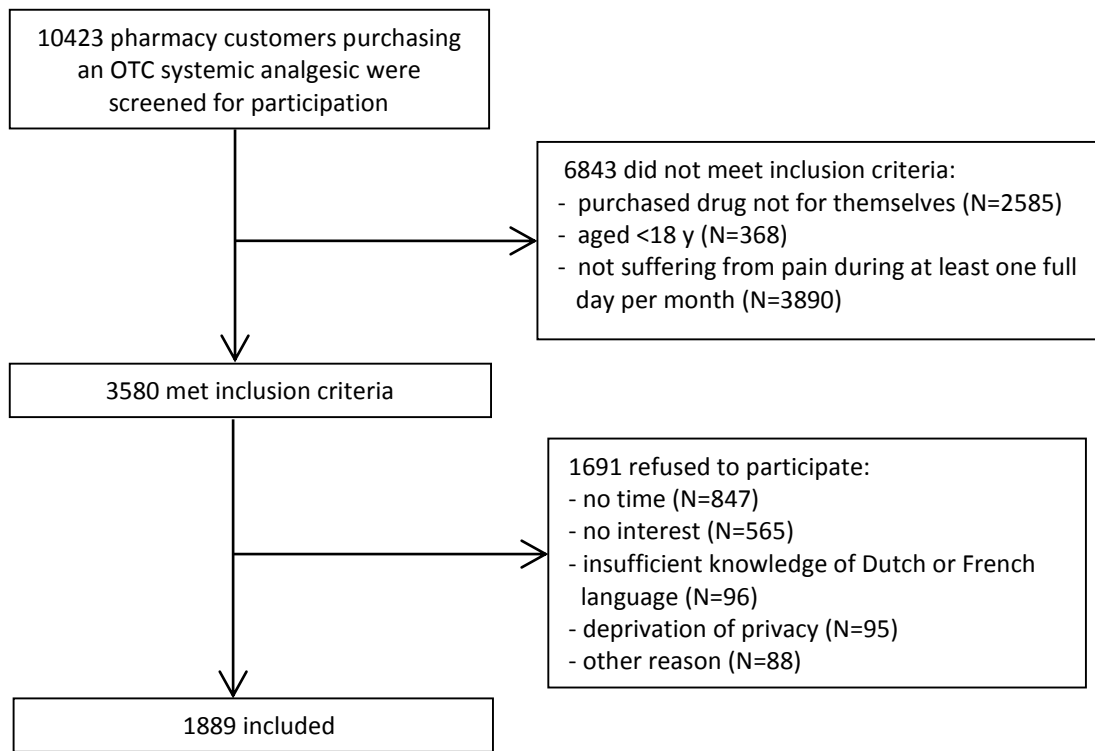 10423 pharmacy customers purchasing
an OTC systemic analgesic were
screened for participation
6843 did not meet inclusion criteria:
- purchased drug not for themselves (N=2585)
- aged <18 y (N=368)
- not suffering from pain during at least one full
day per month (N=3890)
3580 met inclusion criteria
1691 refused to participate:
- no time (N=847)
- no interest (N=565)
- insufficient knowledge of Dutch or French
language (N=96)
- deprivation of privacy (N=95)
- other reason (N=88)
1889 included